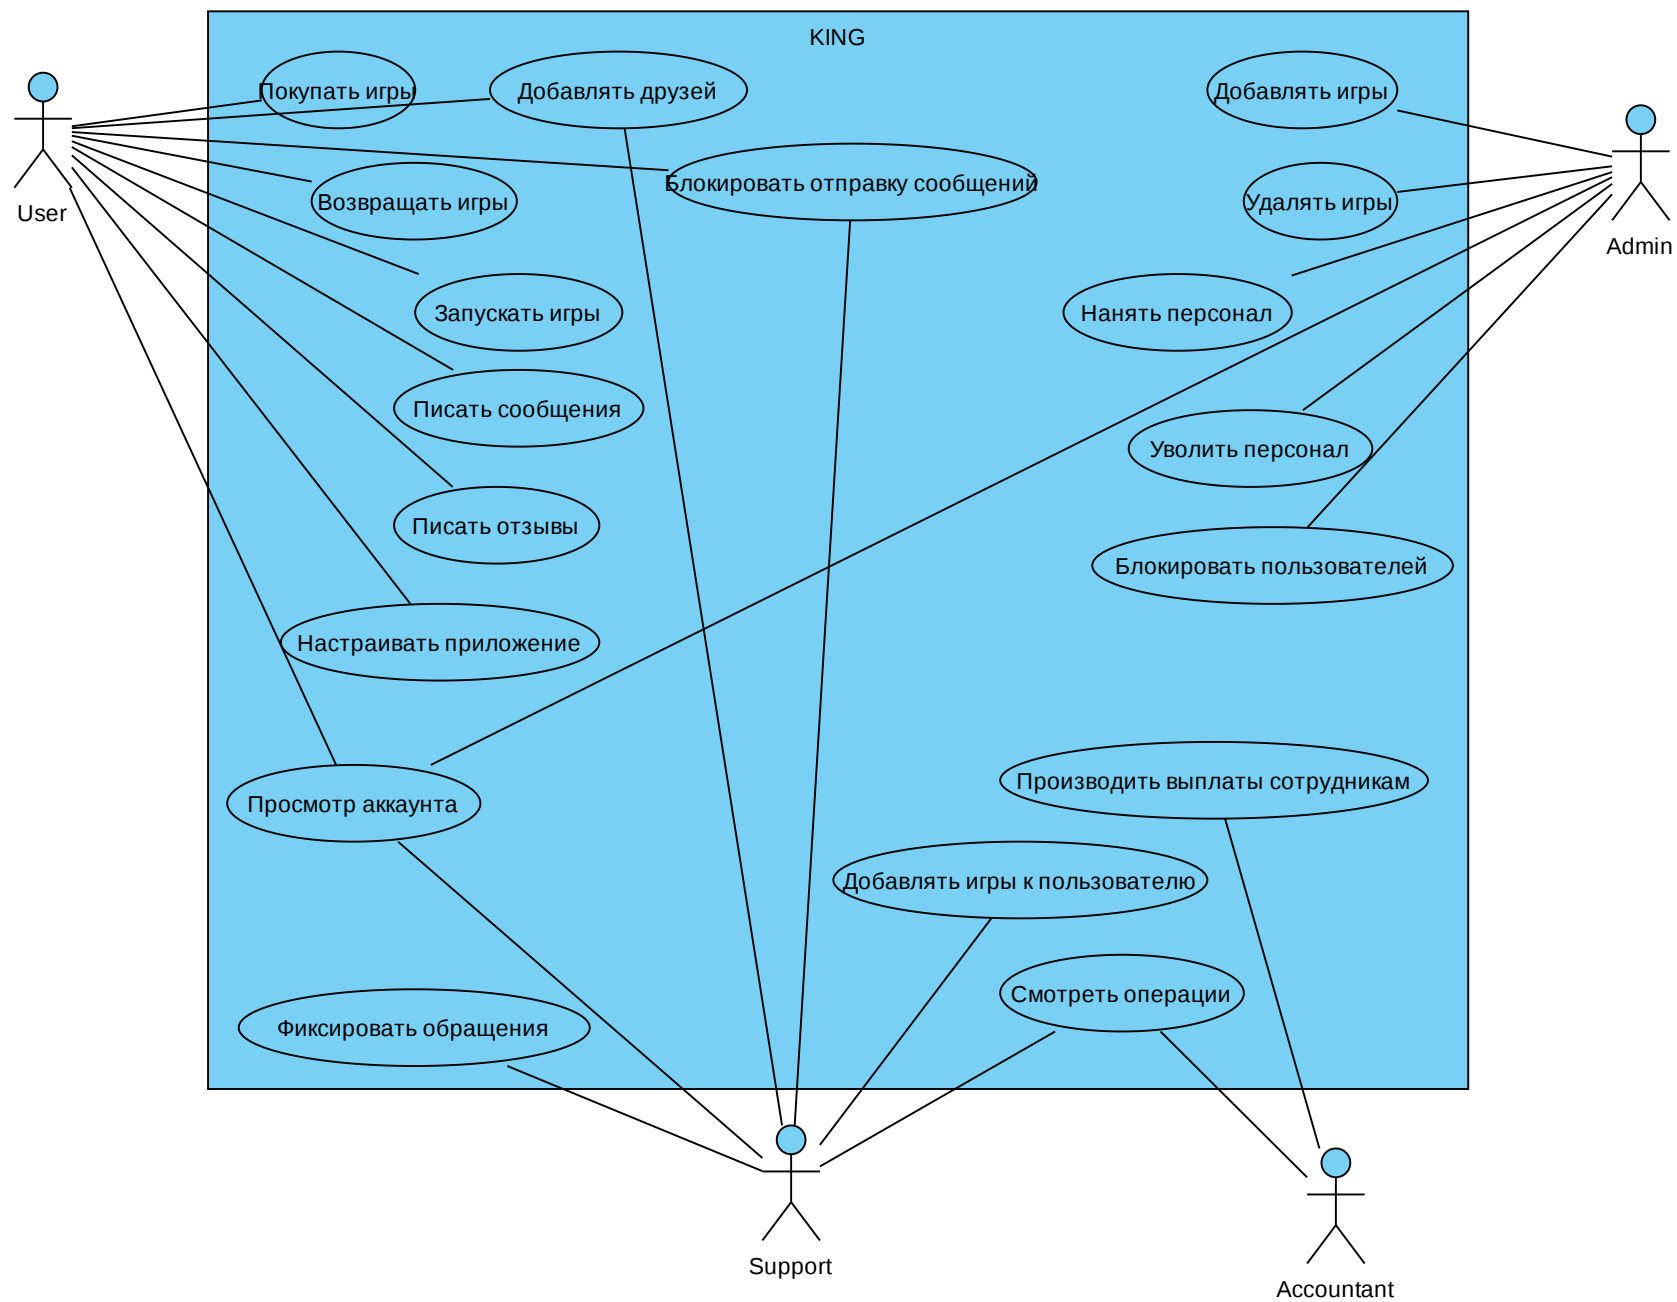 KING
Покупать игры
Добавлять друзей
Добавлять игры
Блокировать отправку сообщений
Возвращать игры
Удалять игры
User
Admin
Запускать игры
Нанять персонал
Писать сообщения
Уволить персонал
Писать отзывы
Блокировать пользователей
Настраивать приложение
Производить выплаты сотрудникам
Просмотр аккаунта
Добавлять игры к пользователю
Смотреть операции
Фиксировать обращения
Support
Accountant